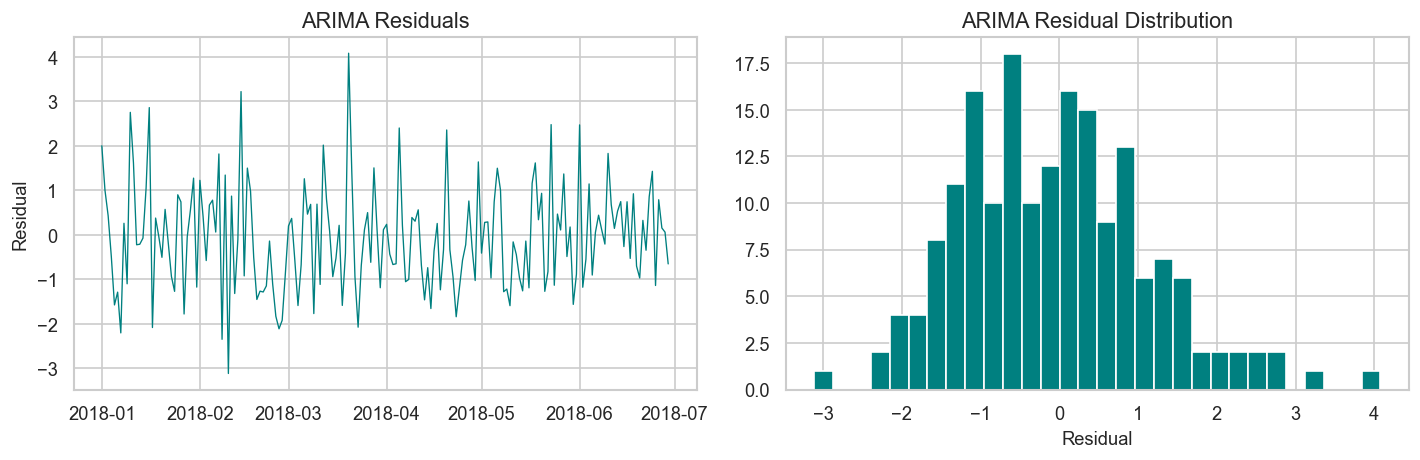 ARIMA Residuals
Residual
4
3
2
1
0
−1
−2
−3
2018-01 2018-02 2018-03 2018-04 2018-05 2018-06 2018-07
ARIMA Residual Distribution
17.5
15.0
12.5
10.0
7.5
5.0
2.5
0.0
−3 −2 −1 0 1 2 3 4
Residual